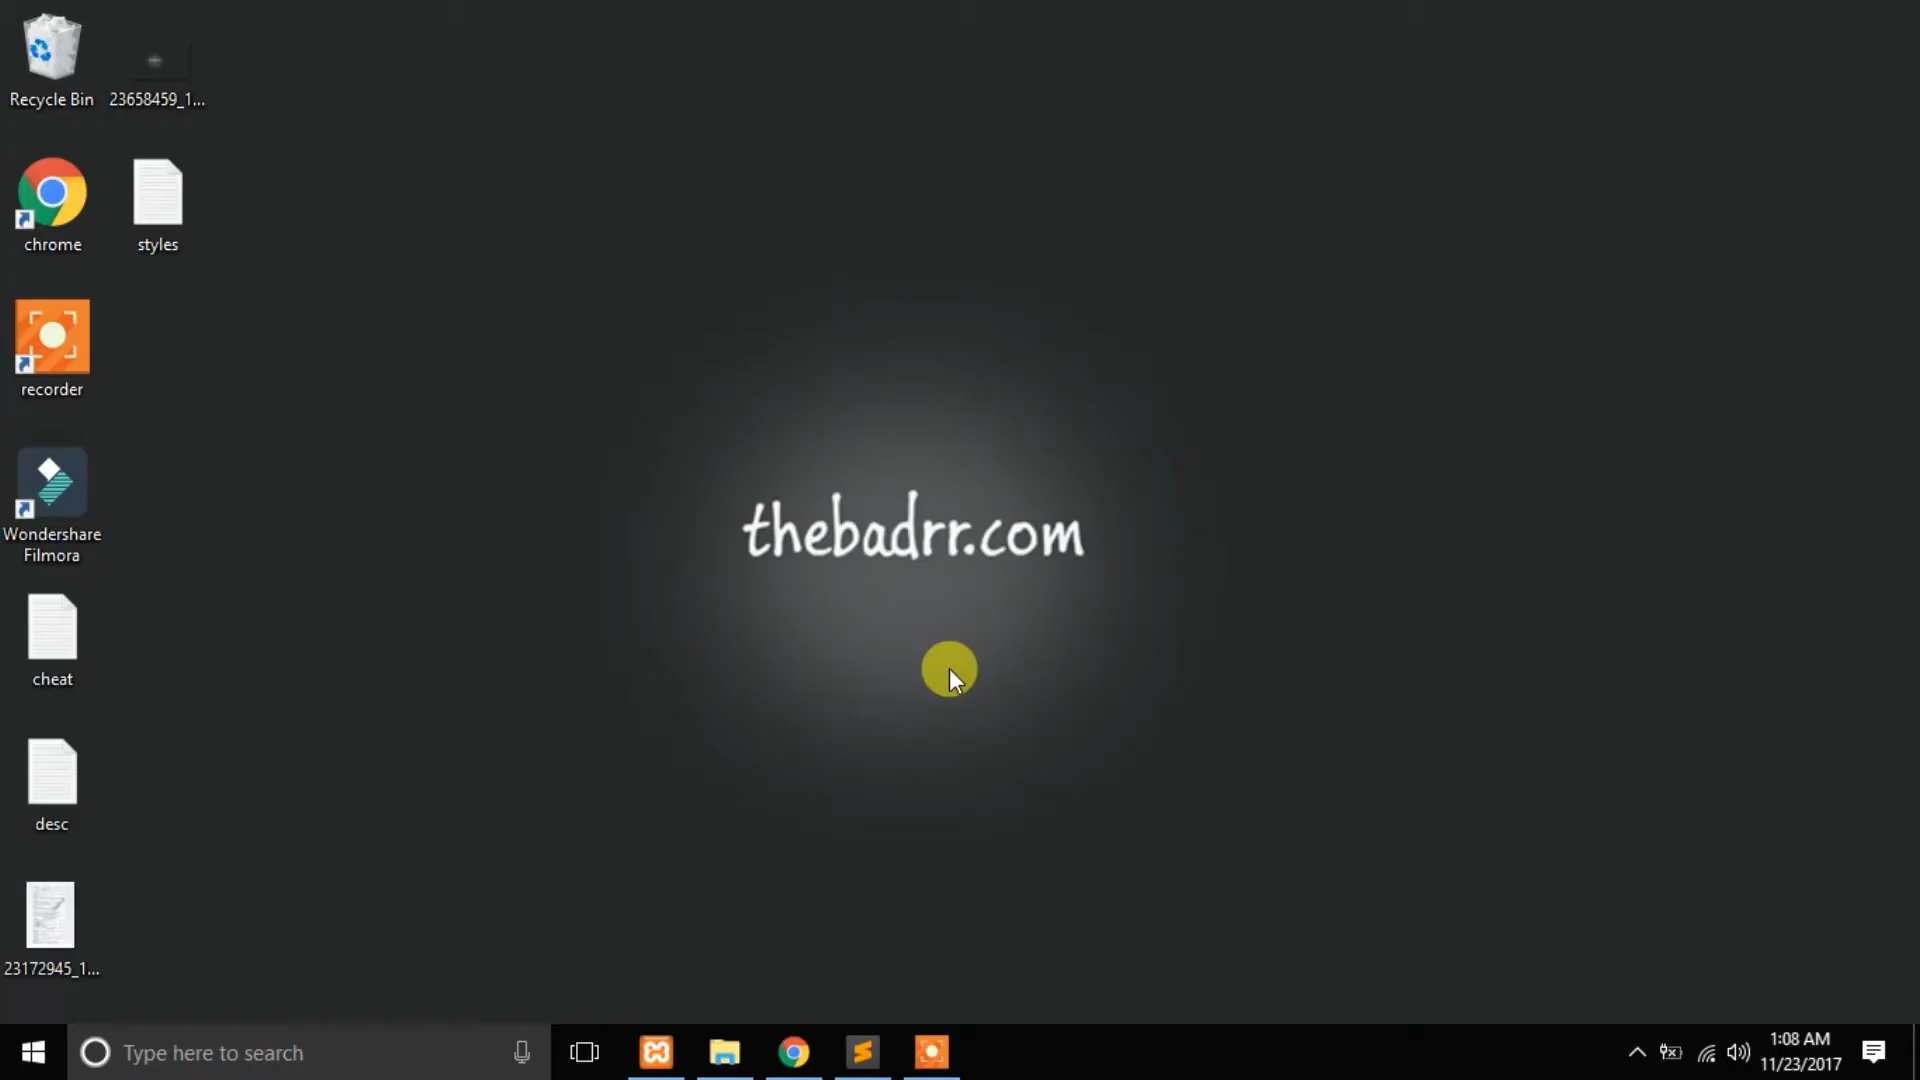 Recycle Bin
23658459_1...
chrome
styles
recorder
Wondershare
Filmora
cheat
desc
23172945_1...
thebadrr.com
Type here to search
1:08 AM
11/23/2017